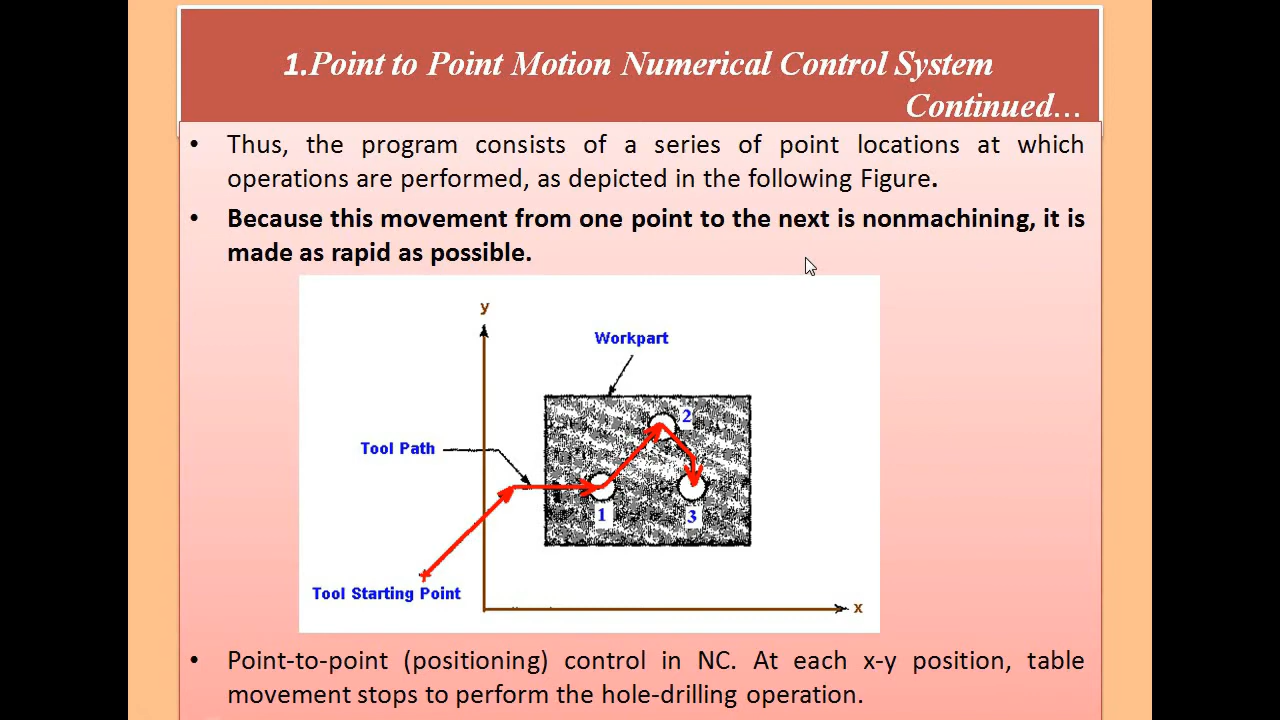 1.Point to Point Motion Numerical Control System
Continued...
• Thus, the program consists of a series of point locations at which
operations are performed, as depicted in the following Figure.
• Because this movement from one point to the next is nonmachining, it is
made as rapid as possible.
y
Workpart
2
Tool Path
1
3
Tool Starting Point
x
• Point-to-point (positioning) control in NC. At each x-y position, table
movement stops to perform the hole-drilling operation.